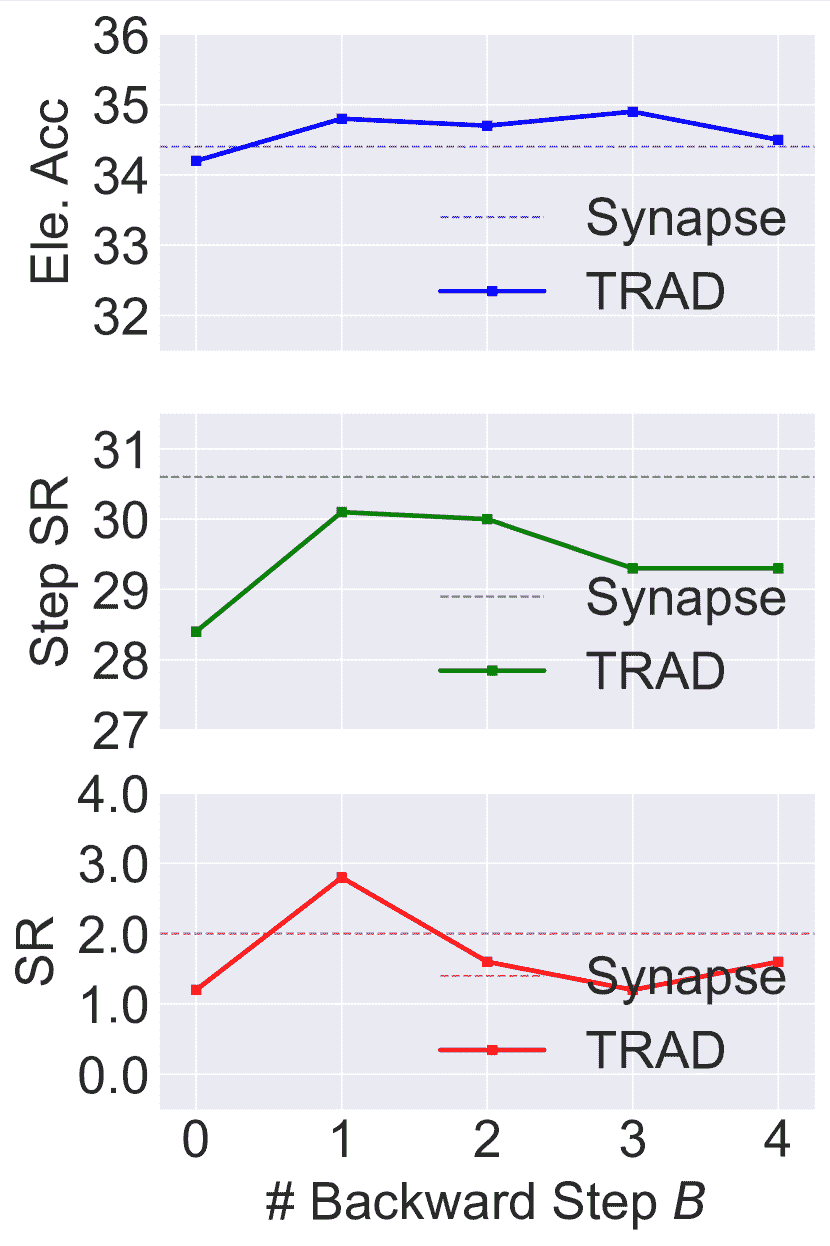 36
35
34
33
32
Ele. Acc
Synapse
TRAD
31
30
29
28
27
Step SR
Synapse
TRAD
4.0
3.0
2.0
1.0
0.0
SR
Synapse
TRAD
0 1 2 3 4
# Backward Step B